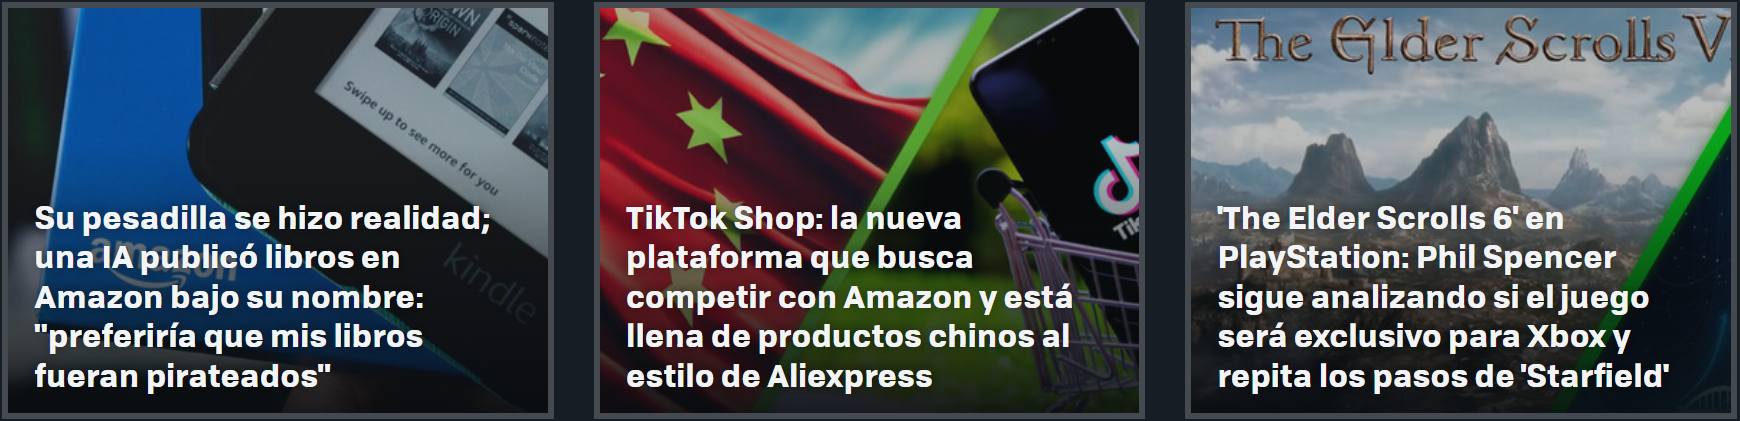 Swipe up to see more for you
amazon
kindle
Su pesadilla se hizo realidad;
una IA publicó libros en
Amazon bajo su nombre:
"preferiría que mis libros
fueran pirateados"
TikTok Shop: la nueva
plataforma que busca
competir con Amazon y está
llena de productos chinos al
estilo de Aliexpress
The Elder Scrolls V
'The Elder Scrolls 6' en
PlayStation: Phil Spencer
sigue analizando si el juego
será exclusivo para Xbox y
repita los pasos de 'Starfield'